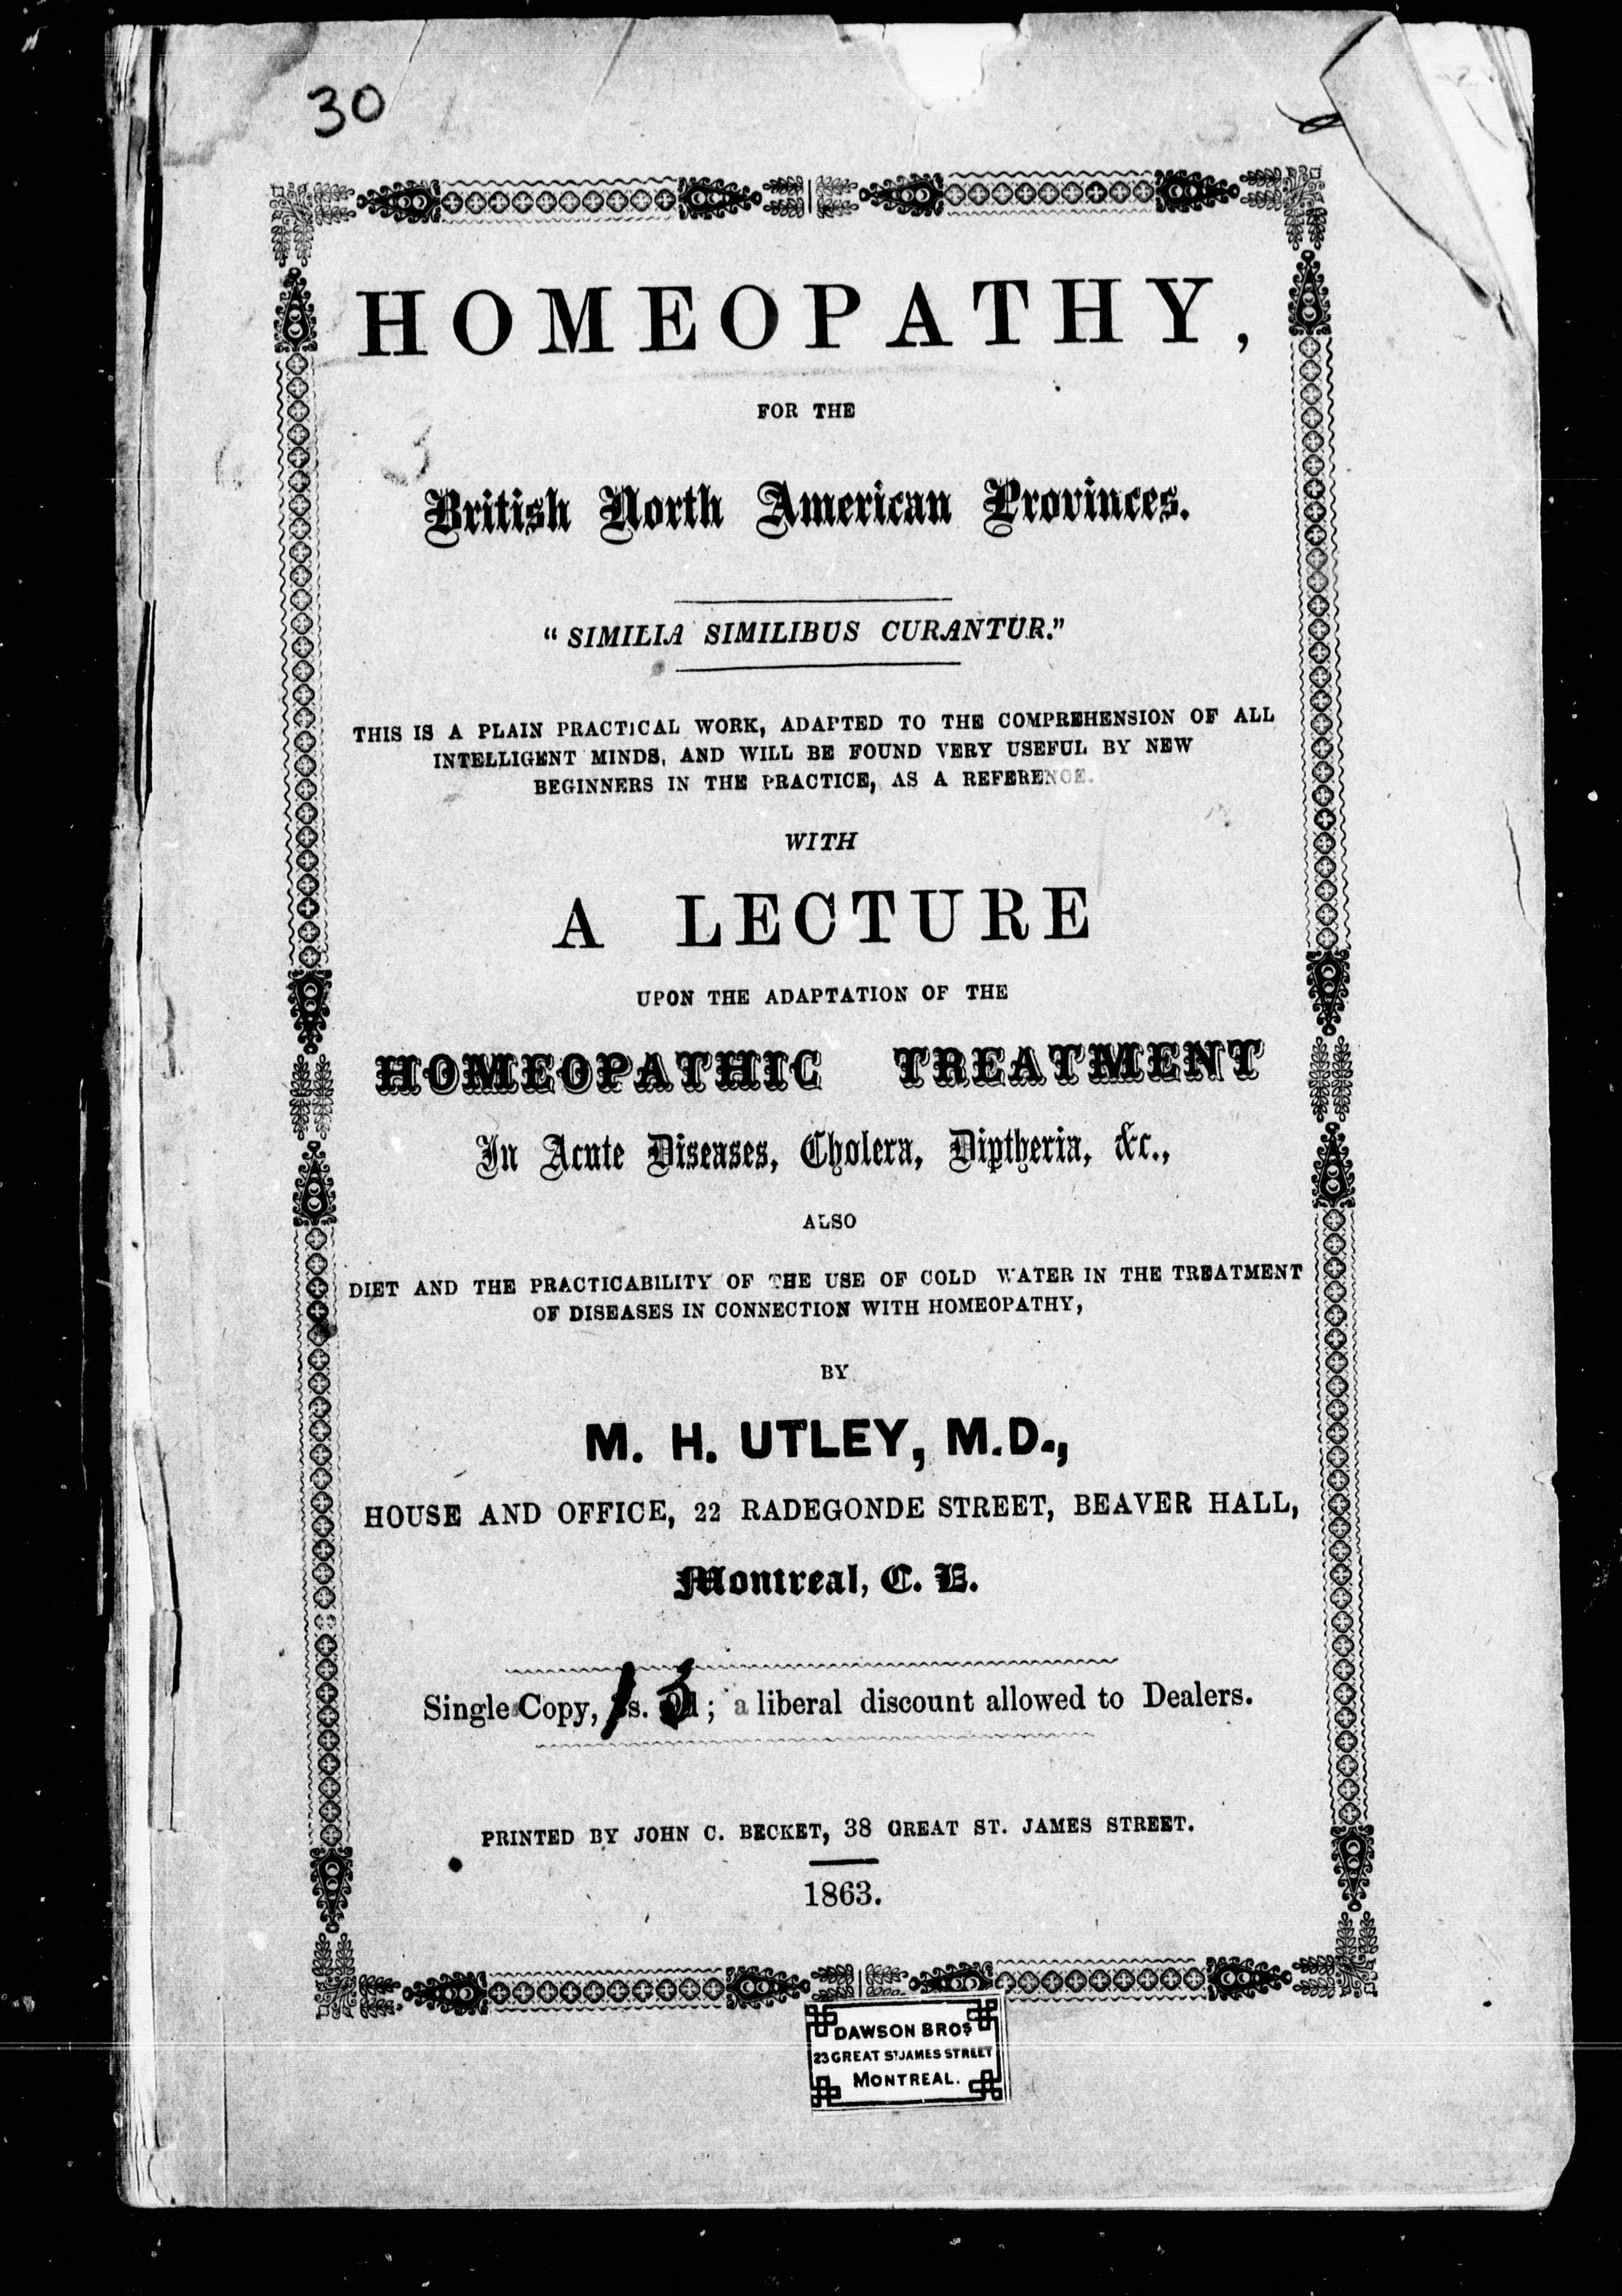 30
HOMEOPATHY,
FOR THE
British North American Provinces.
"SIMILIA SIMILIBUS CURANTUR."
THIS IS A PLAIN PRACTICAL WORK, ADAPTED TO THE COMPREHENSION OF ALL
INTELLIGENT MINDS, AND WILL BE FOUND VERY USEFUL BY NEW
BEGINNERS IN THE PRACTICE, AS A REFERENCE.
WITH
A LECTURE
UPON THE ADAPTATION OF THE
HOMEOPATHIC TREATMENT
In Acute Diseases, Cholera, Diptheria, &c.,
ALSO
DIET AND THE PRACTICABILITY OF THE USE OF COLD WATER IN THE TREATMENT
OF DISEASES IN CONNECTION WITH HOMEOPATHY,
BY
M. H. UTLEY, M.D.,
HOUSE AND OFFICE, 22 RADEGONDE STREET, BEAVER HALL,
Montreal, C. E.
Single Copy, 1s. 3d; a liberal discount allowed to Dealers.
PRINTED BY JOHN C. BECKET, 38 GREAT ST. JAMES STREET.
1863.
DAWSON BROS
23 GREAT ST JAMES STREET
MONTREAL.